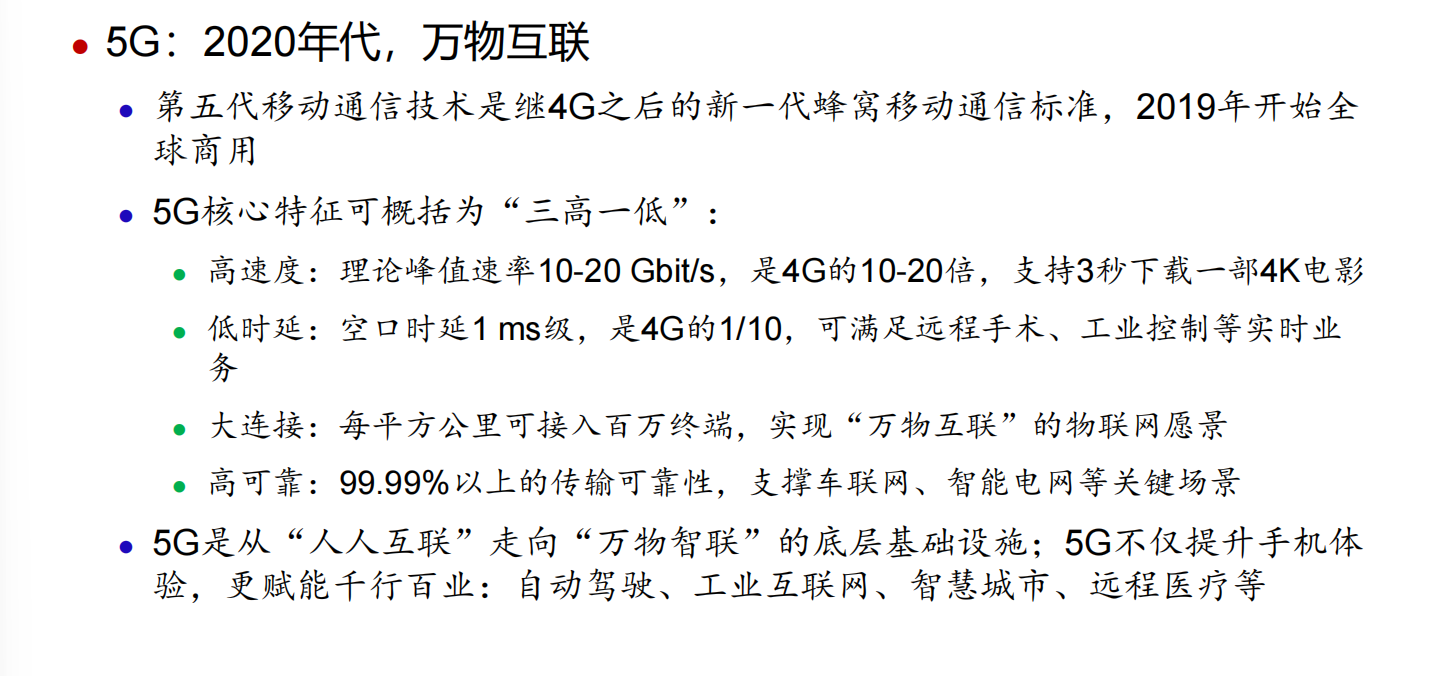 5G：2020年代，万物互联
第五代移动通信技术是继4G之后的新一代蜂窝移动通信标准，2019年开始全
球商用
5G核心特征可概括为“三高一低”：
高速度：理论峰值速率10-20 Gbit/s，是4G的10-20倍，支持3秒下载一部4K电影
低时延：空口时延1 ms级，是4G的1/10，可满足远程手术、工业控制等实时业
务
大连接：每平方公里可接入百万终端，实现“万物互联”的物联网愿景
高可靠：99.99%以上的传输可靠性，支撑车联网、智能电网等关键场景
5G是从“人人互联”走向“万物智联”的底层基础设施；5G不仅提升手机体
验，更赋能千行百业：自动驾驶、工业互联网、智慧城市、远程医疗等